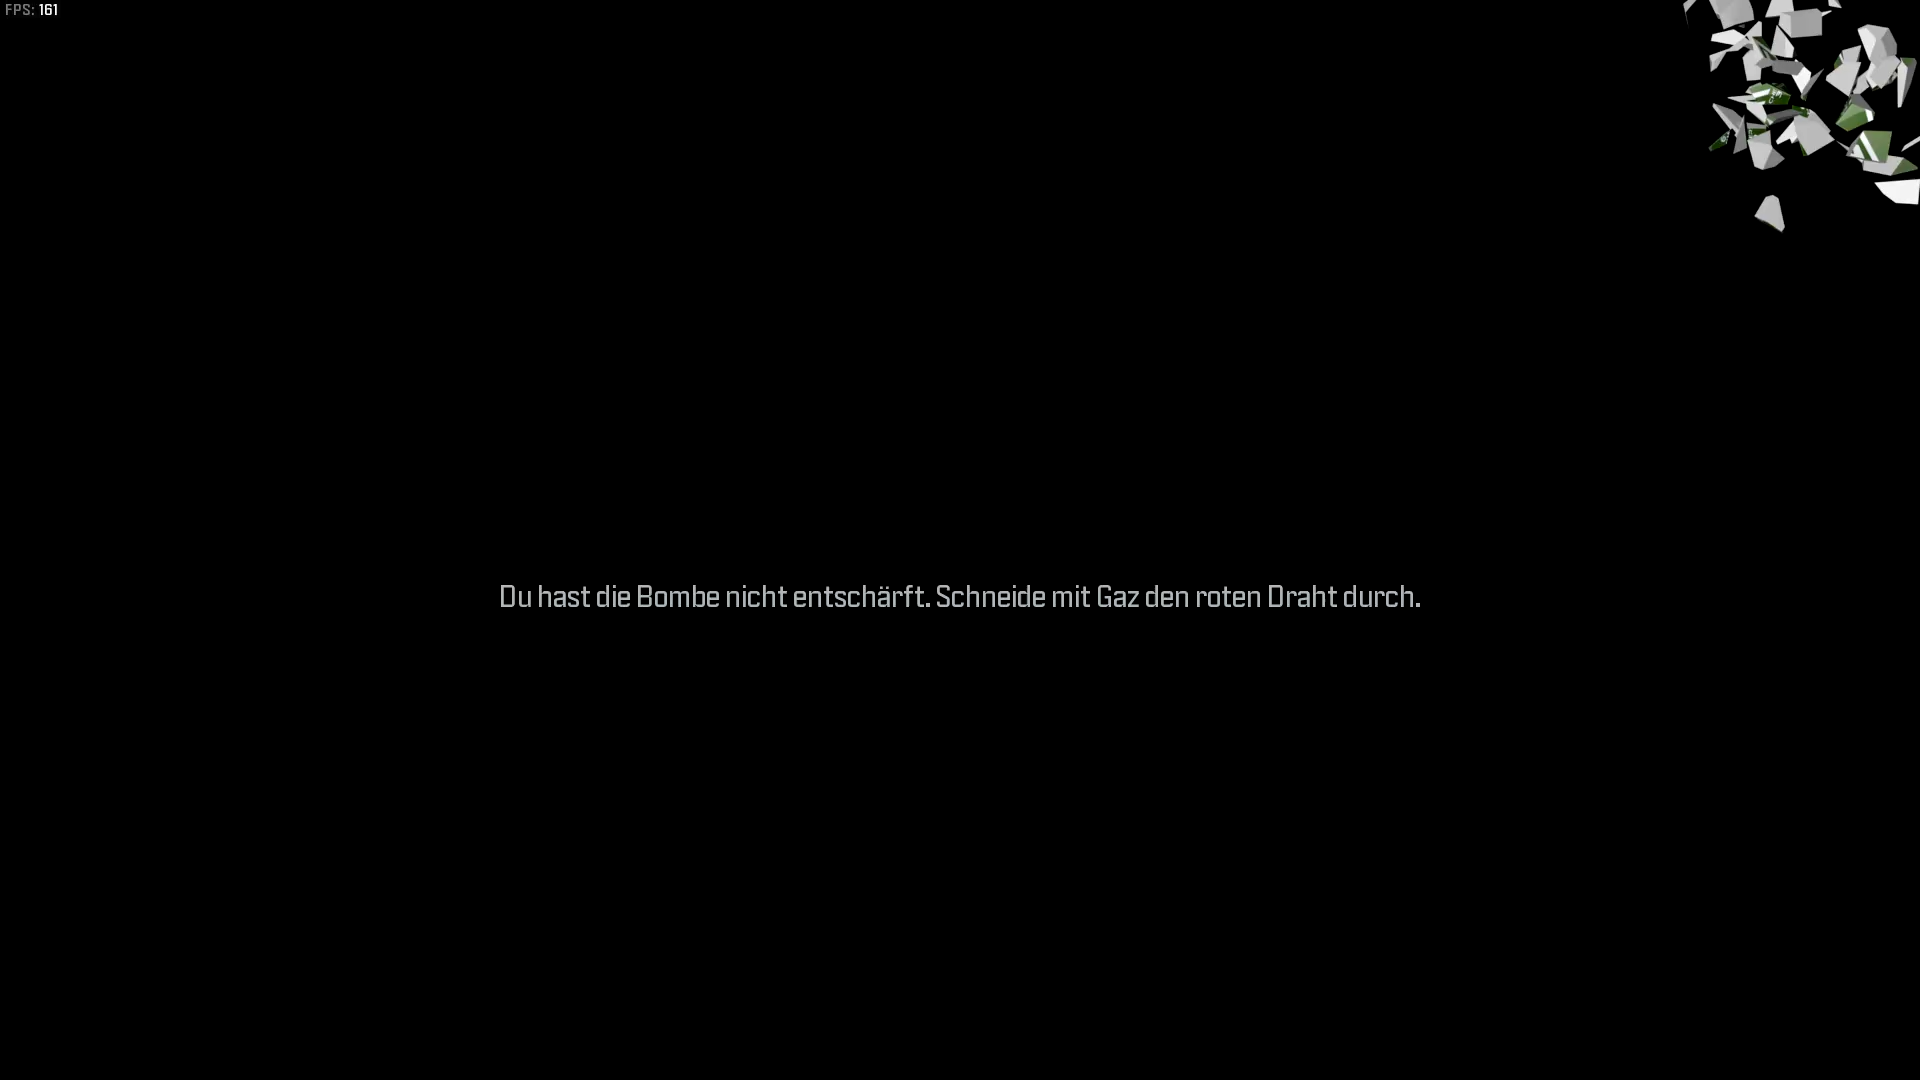 FPS: 161
Du hast die Bombe nicht entschärft. Schneide mit Gaz den roten Draht durch.